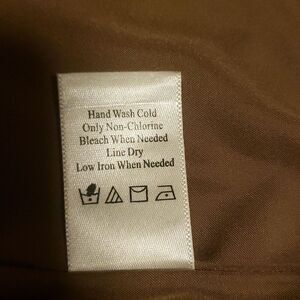 Hand Wash Cold
Only Non-Chlorine
Bleach When Needed
Line Dry
Low Iron When Needed